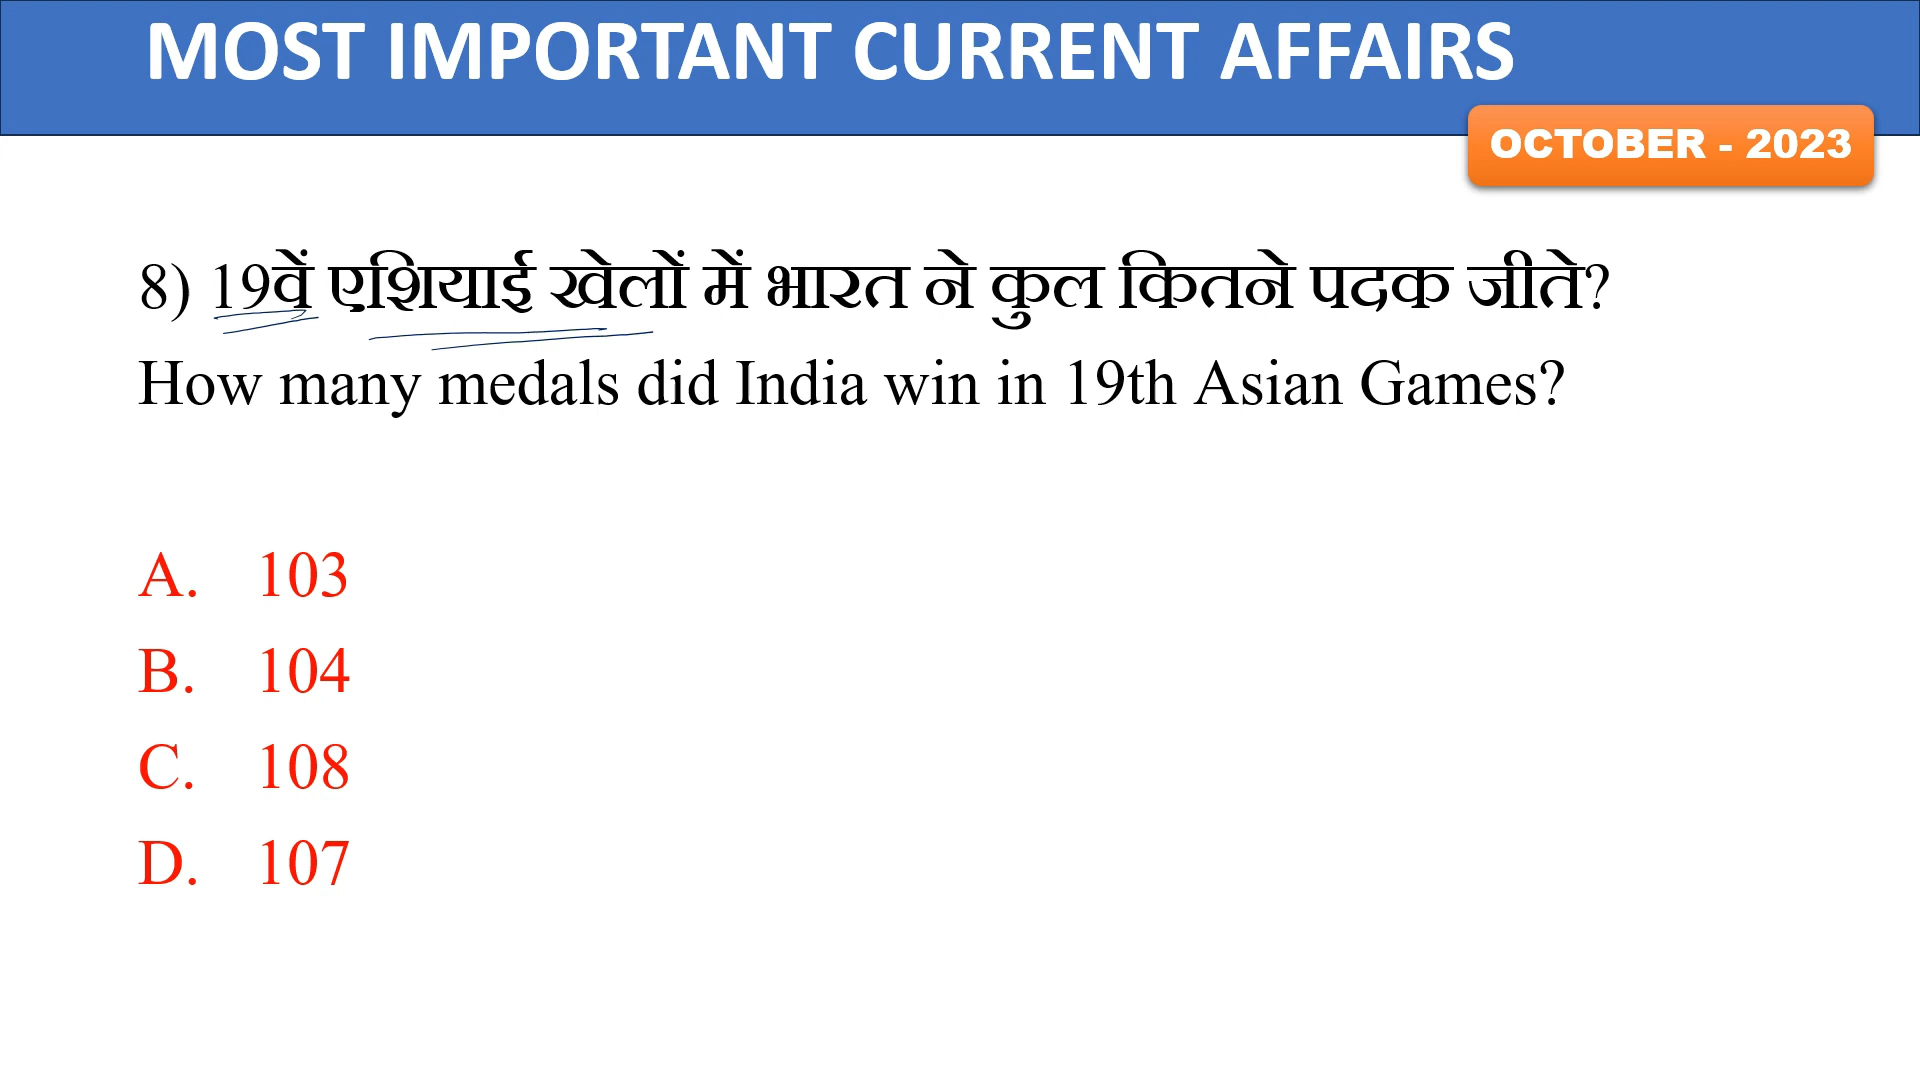 MOST IMPORTANT CURRENT AFFAIRS
OCTOBER - 2023
8) 19वें एशियाई खेलों में भारत ने कुल कितने पदक जीते?
How many medals did India win in 19th Asian Games?
A. 103
B. 104
C. 108
D. 107